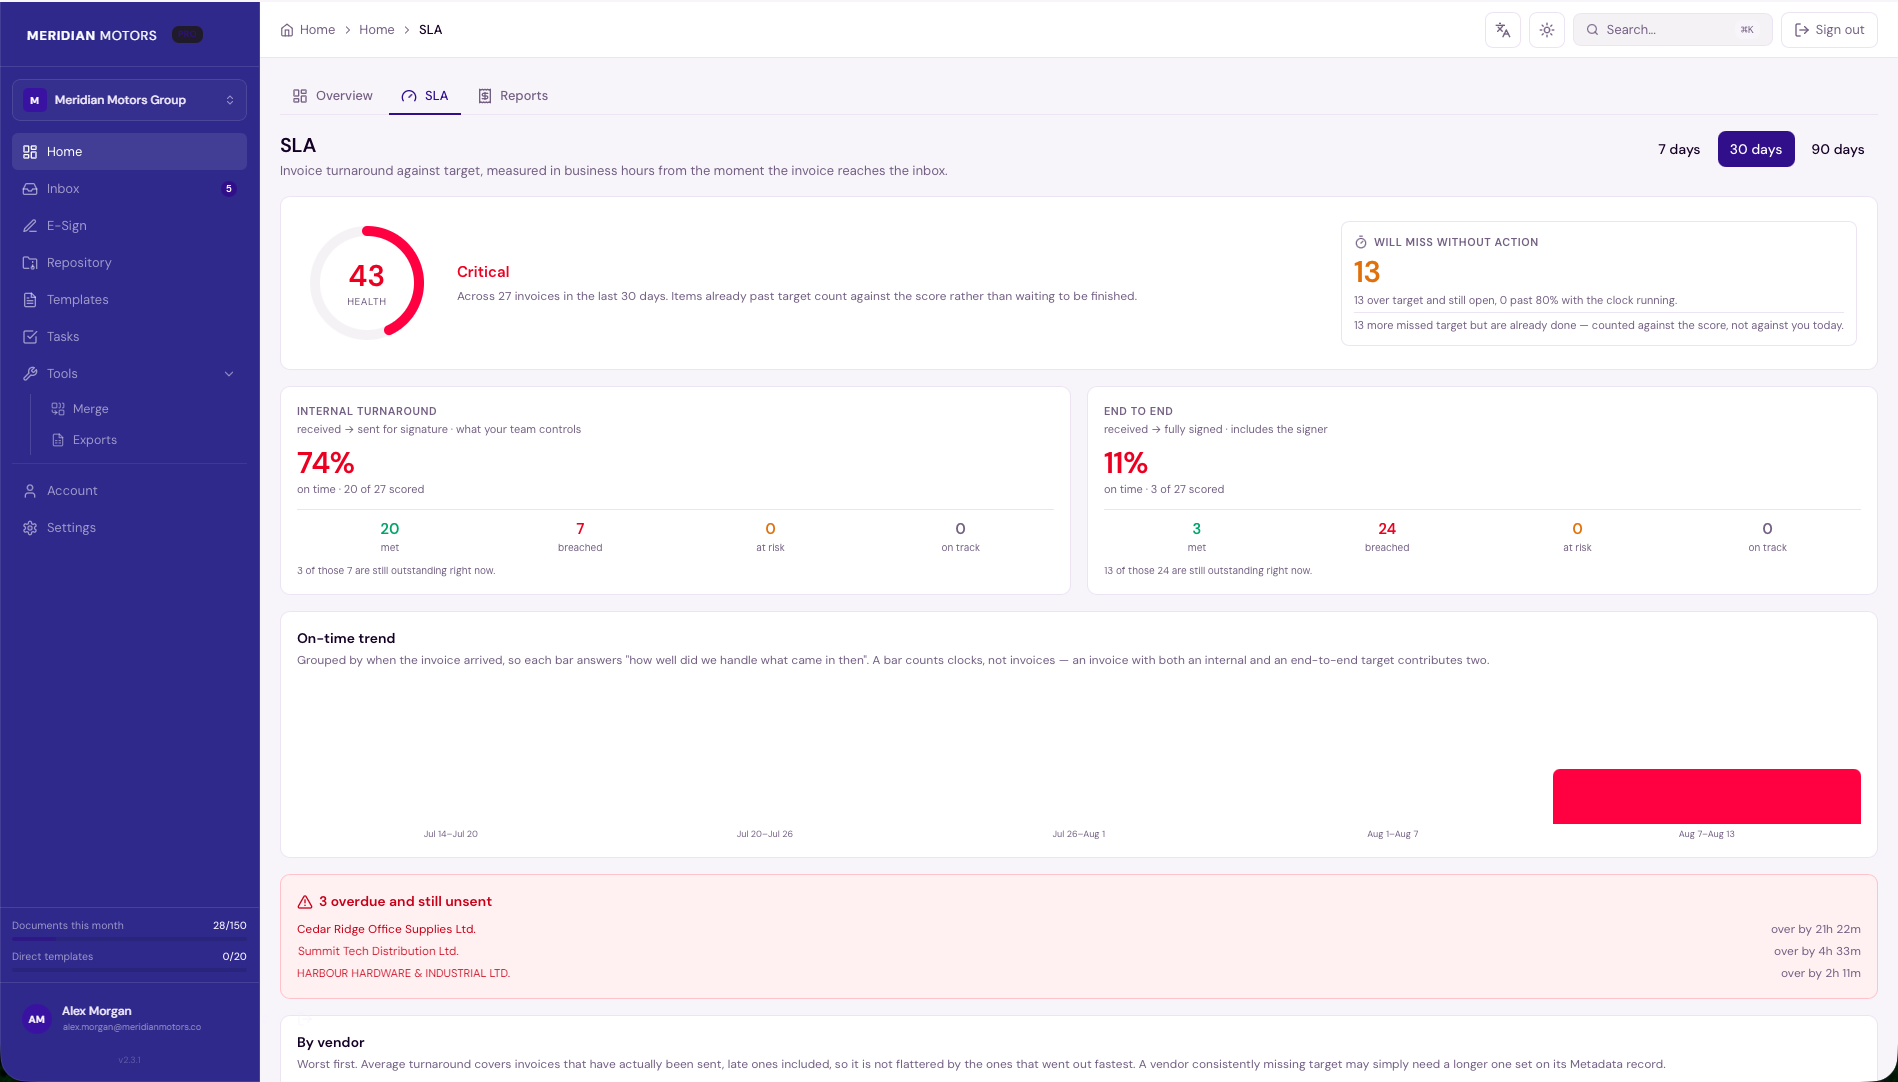 MERIDIAN MOTORS
M Meridian Motors Group
Home
Inbox 5
E-Sign
Repository
Templates
Tasks
Tools
Merge
Exports
Account
Settings
Documents this month 28/150
Direct templates 0/20
AM Alex Morgan
alex.morgan@meridianmotors.co
v2.3.1
Home > Home > SLA
Search... ⌘K
Sign out
Overview SLA Reports
SLA
Invoice turnaround against target, measured in business hours from the moment the invoice reaches the inbox.
7 days 30 days 90 days
43
HEALTH
Critical
Across 27 invoices in the last 30 days. Items already past target count against the score rather than waiting to be finished.
WILL MISS WITHOUT ACTION
13
13 over target and still open, 0 past 80% with the clock running.
13 more missed target but are already done — counted against the score, not against you today.
INTERNAL TURNAROUND
received → sent for signature · what your team controls
74%
on time · 20 of 27 scored
20 7 0 0
met breached at risk on track
3 of those 7 are still outstanding right now.
END TO END
received → fully signed · includes the signer
11%
on time · 3 of 27 scored
3 24 0 0
met breached at risk on track
13 of those 24 are still outstanding right now.
On-time trend
Grouped by when the invoice arrived, so each bar answers "how well did we handle what came in then". A bar counts clocks, not invoices — an invoice with both an internal and an end-to-end target contributes two.
Jul 14–Jul 20 Jul 20–Jul 26 Jul 26–Aug 1 Aug 1–Aug 7 Aug 7–Aug 13
3 overdue and still unsent
Cedar Ridge Office Supplies Ltd. over by 21h 22m
Summit Tech Distribution Ltd. over by 4h 33m
HARBOUR HARDWARE & INDUSTRIAL LTD. over by 2h 11m
By vendor
Worst first. Average turnaround covers invoices that have actually been sent, late ones included, so it is not flattered by the ones that went out fastest. A vendor consistently missing target may simply need a longer one set on its Metadata record.